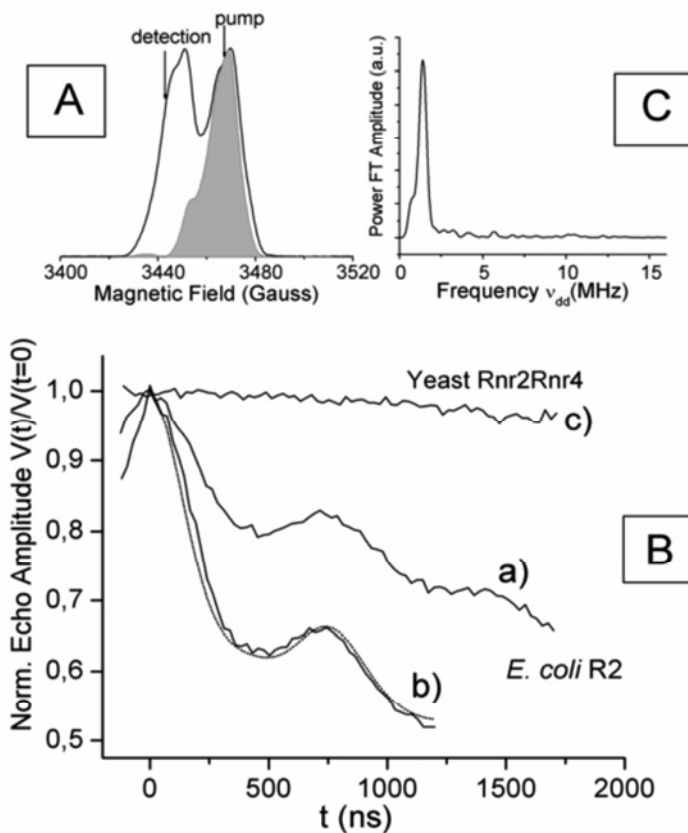 detection
pump
A
3400 3440 3480 3520
Magnetic Field (Gauss)
C
Power FT Amplitude (a.u.)
0 5 10 15
Frequency νdd(MHz)
Norm. Echo Amplitude V(t)/V(t=0)
1,0
0,9
0,8
0,7
0,6
0,5
Yeast Rnr2Rnr4
c)
B
a)
E. coli R2
b)
0 500 1000 1500 2000
t (ns)